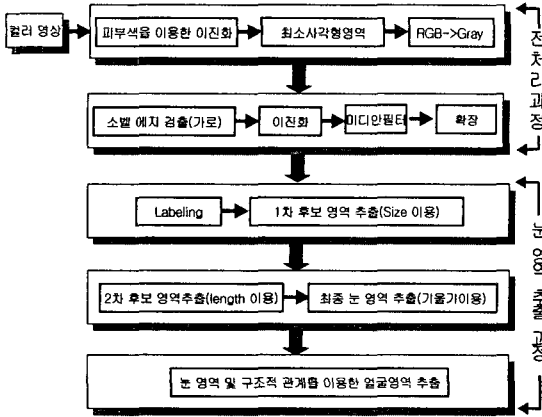 컬러 영상
피부색을 이용한 이진화
최소사각형영역
RGB->Gray
소벨 에지 검출(가로)
이진화
미디안필터
확장
전처리과정
Labeling
1차 후보 영역 추출(Size 이용)
2차 후보 영역추출(length 이용)
최종 눈 영역 추출(기울기이용)
눈 영역 및 구조적 관계를 이용한 얼굴영역 추출
눈 영역 추출 과정